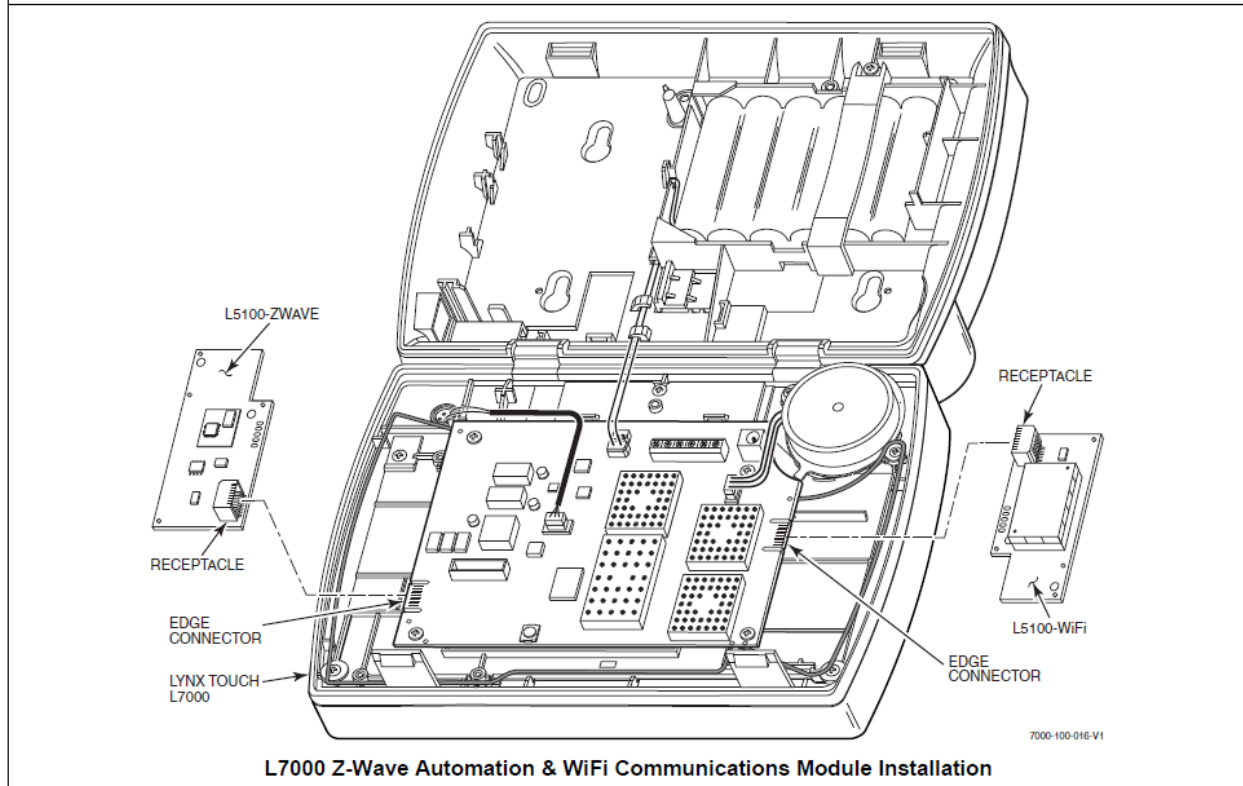 L5100-ZWAVE
RECEPTACLE
RECEPTACLE
EDGE
CONNECTOR
L5100-WiFi
EDGE
CONNECTOR
LYNX TOUCH
L7000
7000-100-016-V1
L7000 Z-Wave Automation & WiFi Communications Module Installation